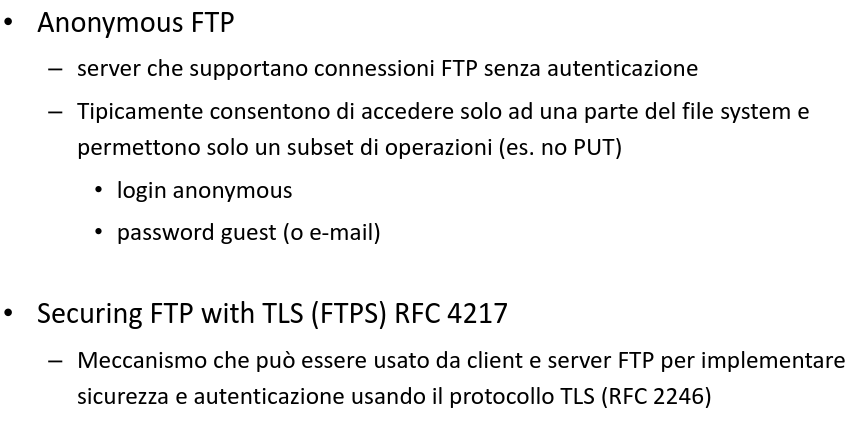 • Anonymous FTP
– server che supportano connessioni FTP senza autenticazione
– Tipicamente consentono di accedere solo ad una parte del file system e
permettono solo un subset di operazioni (es. no PUT)
• login anonymous
• password guest (o e-mail)
• Securing FTP with TLS (FTPS) RFC 4217
– Meccanismo che può essere usato da client e server FTP per implementare
sicurezza e autenticazione usando il protocollo TLS (RFC 2246)